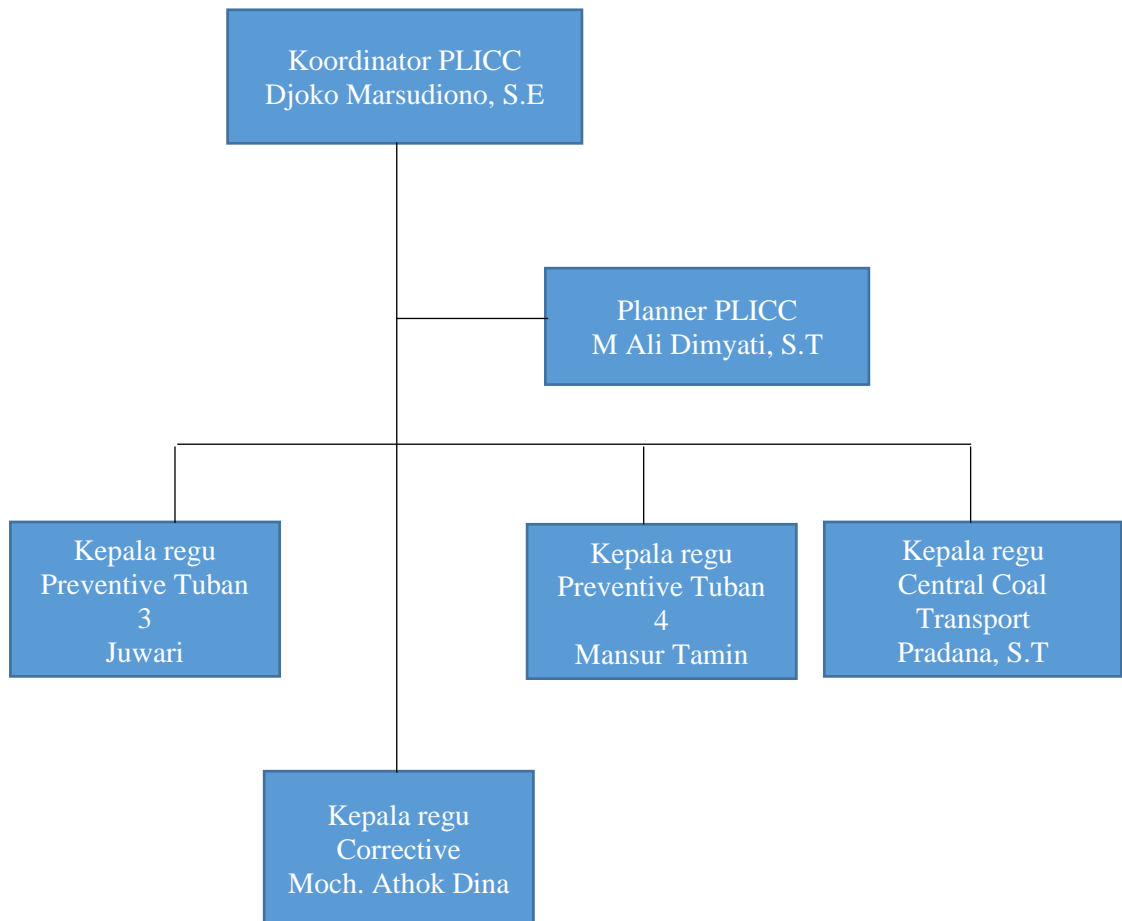 Koordinator PLICC
Djoko Marsudiono, S.E
Planner PLICC
M Ali Dimyati, S.T
Kepala regu
Preventive Tuban
3
Juwari
Kepala regu
Preventive Tuban
4
Mansur Tamin
Kepala regu
Central Coal
Transport
Pradana, S.T
Kepala regu
Corrective
Moch. Athok Dina